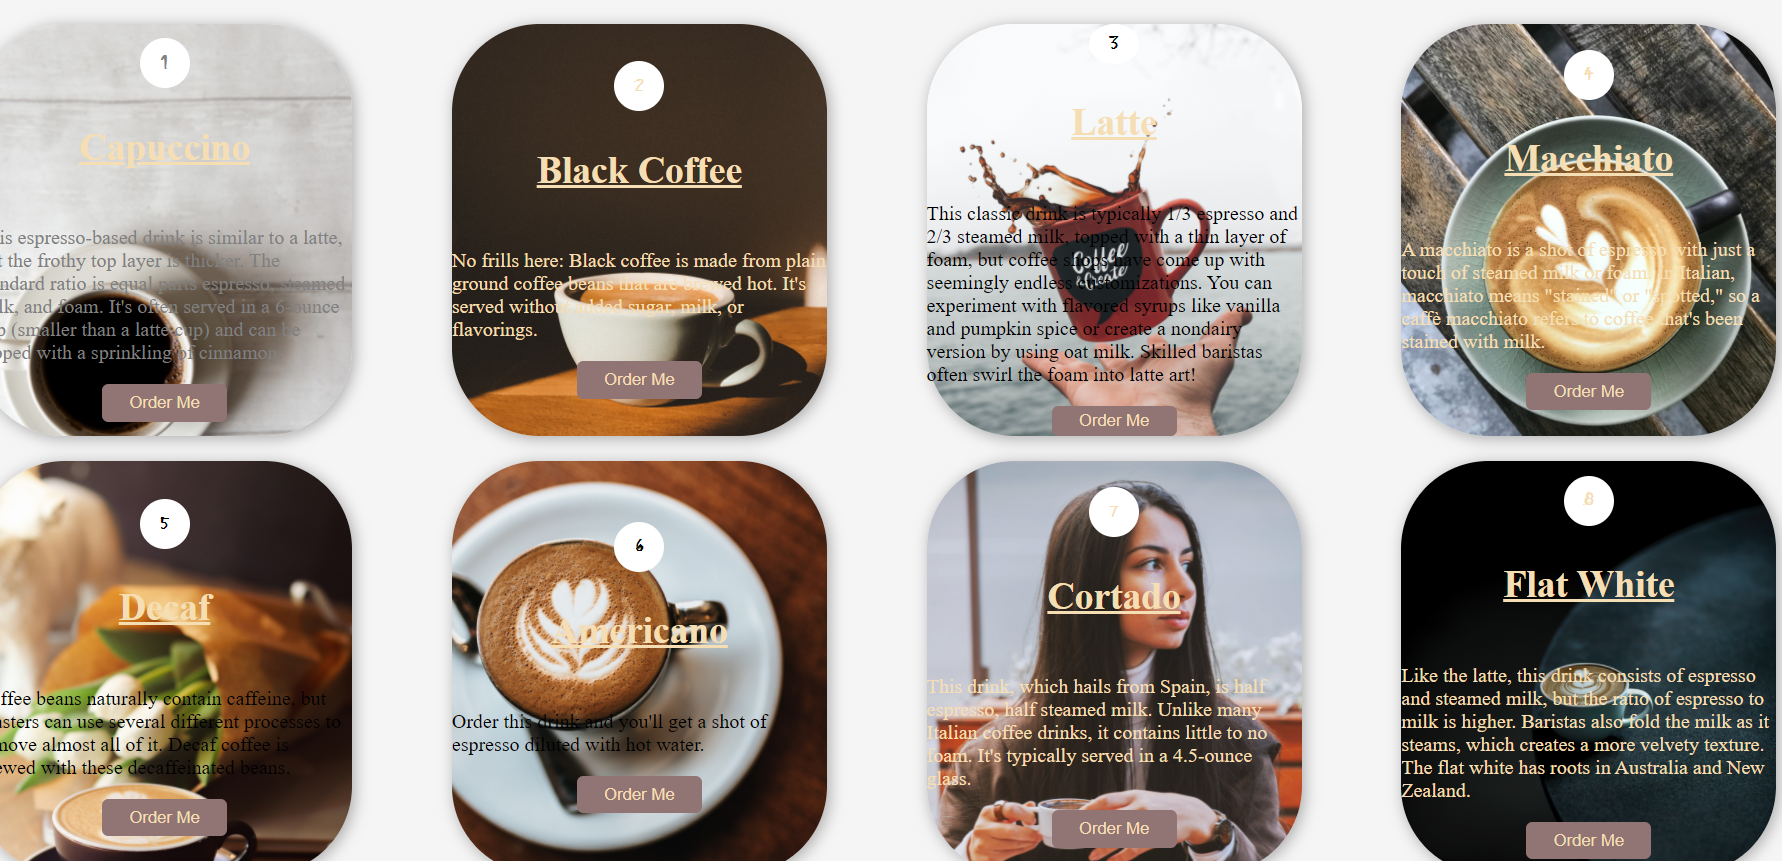 1
Capuccino
is espresso-based drink is similar to a latte,
t the frothy top layer is thicker. The
ndard ratio is equal parts espresso, steamed
lk, and foam. It's often served in a 6-ounce
p (smaller than a latte cup) and can be
pped with a sprinkling of cinnamon
Order Me
2
Black Coffee
No frills here: Black coffee is made from plain
ground coffee beans that are brewed hot. It's
served without added sugar, milk, or
flavorings.
Order Me
3
Latte
This classic drink is typically 1/3 espresso and
2/3 steamed milk, topped with a thin layer of
foam, but coffee shops have come up with
seemingly endless customizations. You can
experiment with flavored syrups like vanilla
and pumpkin spice or create a nondairy
version by using oat milk. Skilled baristas
often swirl the foam into latte art!
Coffee
Create
Order Me
4
Macchiato
A macchiato is a shot of espresso with just a
touch of steamed milk or foam. In Italian,
macchiato means "stained" or "spotted," so a
caffè macchiato refers to coffee that's been
stained with milk.
Order Me
5
Decaf
ffee beans naturally contain caffeine, but
asters can use several different processes to
move almost all of it. Decaf coffee is
ewed with these decaffeinated beans.
Order Me
6
Americano
Order this drink and you'll get a shot of
espresso diluted with hot water.
Order Me
7
Cortado
This drink, which hails from Spain, is half
espresso, half steamed milk. Unlike many
Italian coffee drinks, it contains little to no
foam. It's typically served in a 4.5-ounce
glass.
Order Me
8
Flat White
Like the latte, this drink consists of espresso
and steamed milk, but the ratio of espresso to
milk is higher. Baristas also fold the milk as it
steams, which creates a more velvety texture.
The flat white has roots in Australia and New
Zealand.
Order Me